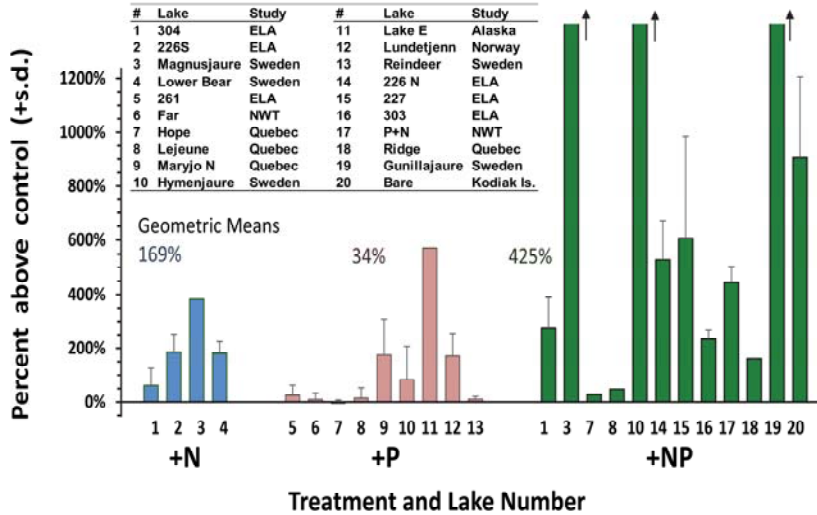 # Lake Study # Lake Study
1 304 ELA 11 Lake E Alaska
2 226S ELA 12 Lundetjenn Norway
3 Magnusjaure Sweden 13 Reindeer Sweden
4 Lower Bear Sweden 14 226 N ELA
5 261 ELA 15 227 ELA
6 Far NWT 16 303 ELA
7 Hope Quebec 17 P+N NWT
8 Lejeune Quebec 18 Ridge Quebec
9 Maryjo N Quebec 19 Gunillajaure Sweden
10 Hymenjaure Sweden 20 Bare Kodiak Is.
Percent above control (+s.d.)
1200%
1000%
800%
600%
400%
200%
0%
Geometric Means
169% 34% 425%
1 2 3 4 5 6 7 8 9 10 11 12 13 1 3 7 8 10 14 15 16 17 18 19 20
+N +P +NP
Treatment and Lake Number